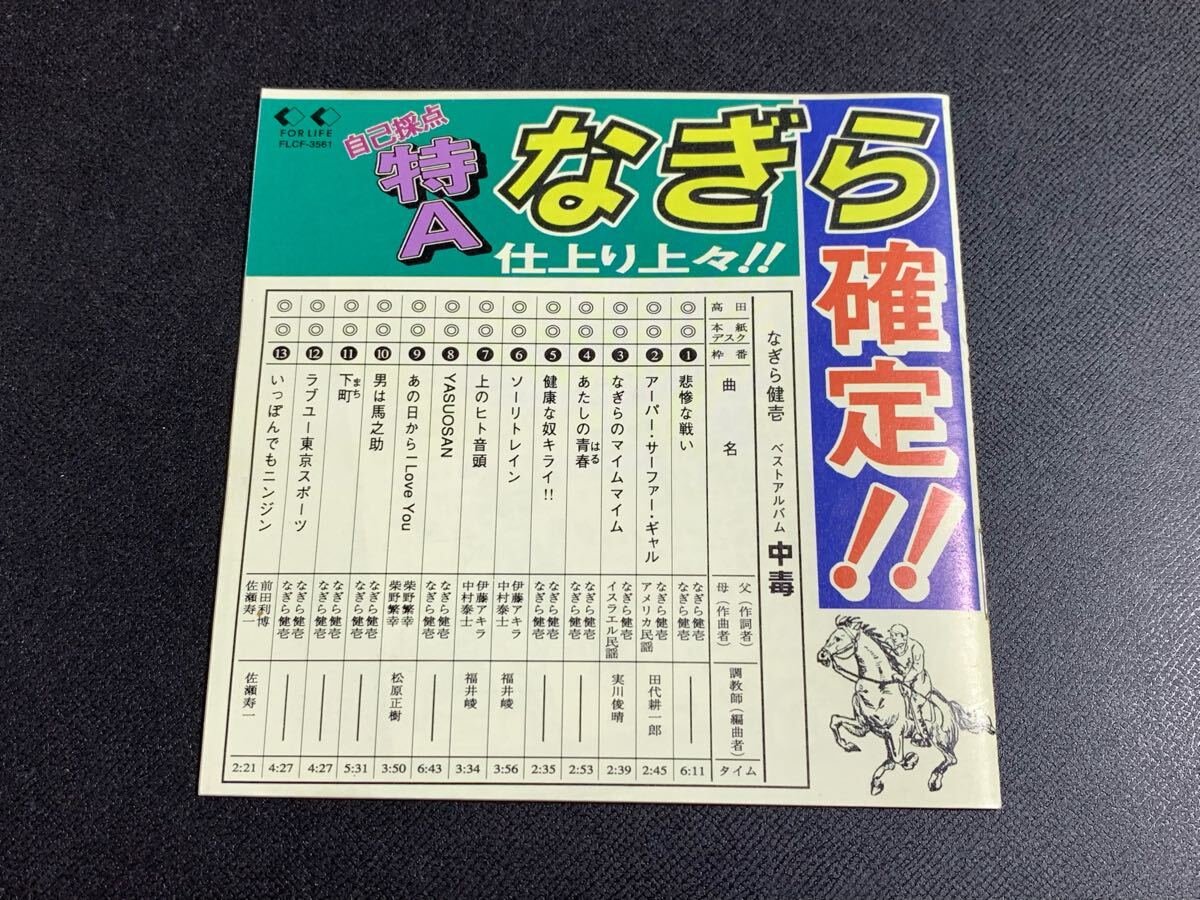 FOR LIFE
FLCF-3561
自己採点
特A
なぎら
確定!!
仕上り上々!!
なぎら健壱 ベストアルバム 中毒
高田
本紙デスク
枠番
曲名
父(作詞者)
母(作曲者)
調教師(編曲者)
タイム
◎ ◎ 1 悲惨な戦い なぎら健壱 なぎら健壱 — 6:11
◎ ◎ 2 アーパー・サーファー・ギャル なぎら健壱 アメリカ民謡 田代耕一郎 2:45
◎ ◎ 3 なぎらのマイムマイム なぎら健壱 イスラエル民謡 実川俊晴 2:39
◎ ◎ 4 あたしの青春 はる なぎら健壱 なぎら健壱 — 2:53
◎ ◎ 5 健康な奴キライ!! なぎら健壱 なぎら健壱 — 2:35
◎ ◎ 6 ソーリトレイン 伊藤アキラ 中村泰士 福井崚 3:56
◎ ◎ 7 上のヒト音頭 伊藤アキラ 中村泰士 福井崚 3:34
◎ ◎ 8 YASUOSAN なぎら健壱 なぎら健壱 — 6:43
◎ ◎ 9 あの日から I Love You 柴野繁幸 柴野繁幸 松原正樹 3:50
◎ ◎ 10 男は馬之助 なぎら健壱 なぎら健壱 — 5:31
◎ ◎ 11 下町 まち なぎら健壱 なぎら健壱 — 4:27
◎ ◎ 12 ラブユー東京スポーツ なぎら健壱 なぎら健壱 — 4:27
◎ ◎ 13 いっぽんでもニンジン 前田利博 佐瀬寿一 佐瀬寿一 2:21